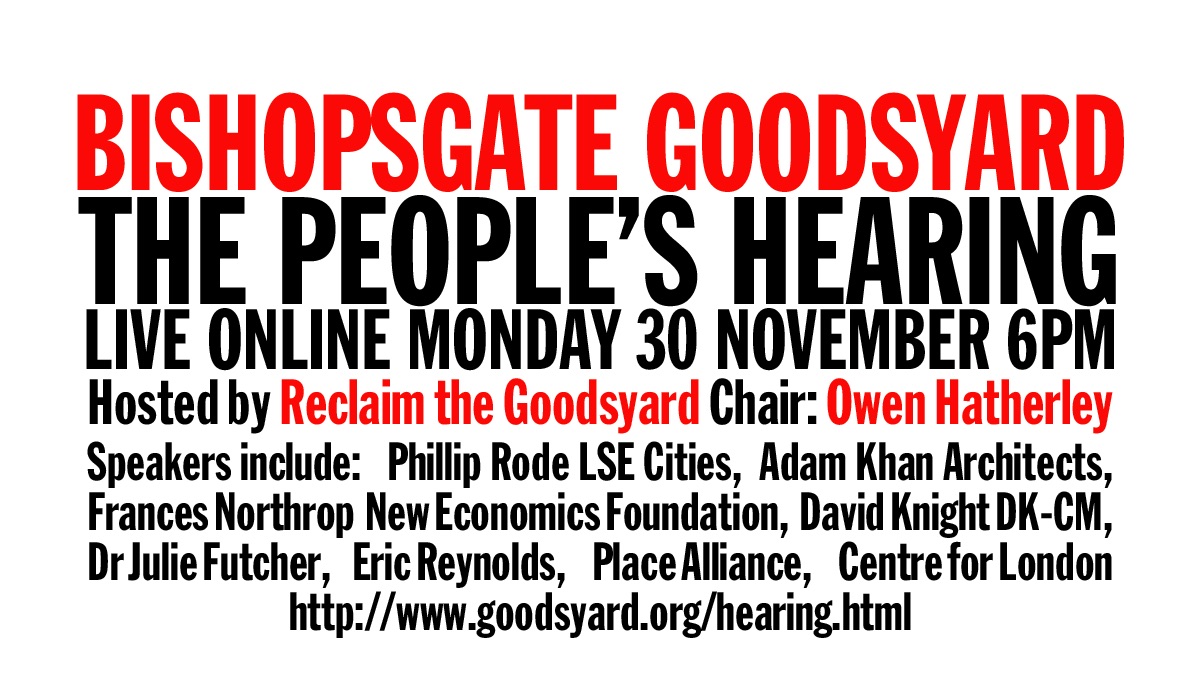 BISHOPSGATE GOODSYARD
THE PEOPLE’S HEARING
LIVE ONLINE MONDAY 30 NOVEMBER 6PM
Hosted by Reclaim the Goodsyard Chair: Owen Hatherley
Speakers include: Phillip Rode LSE Cities, Adam Khan Architects,
Frances Northrop New Economics Foundation, David Knight DK-CM,
Dr Julie Futcher, Eric Reynolds, Place Alliance, Centre for London
http://www.goodsyard.org/hearing.html